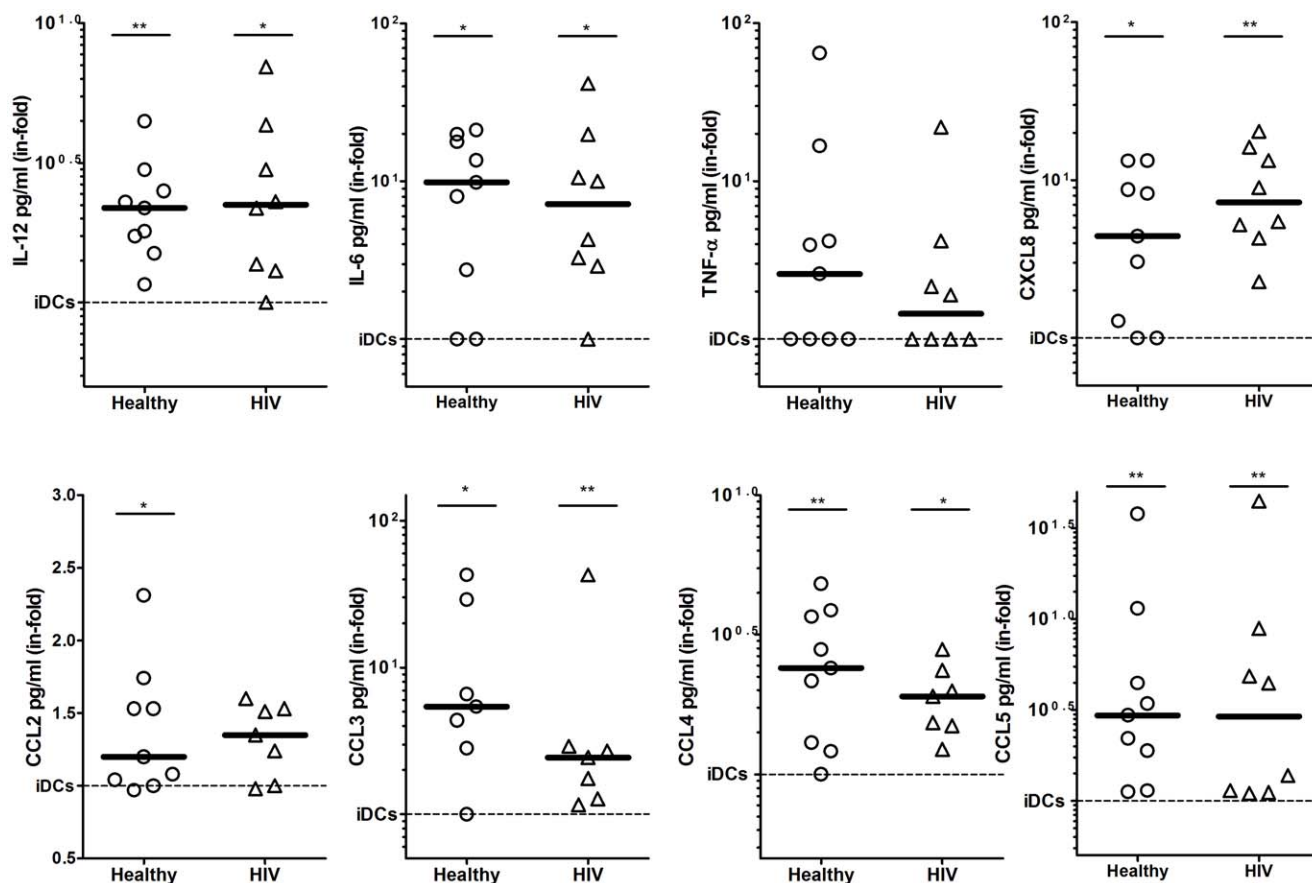 ** *
IL-12 pg/ml (in-fold)
10^1.0
10^0.5
iDCs
Healthy HIV
* *
IL-6 pg/ml (in-fold)
10^2
10^1
iDCs
Healthy HIV
TNF-α pg/ml (in-fold)
10^2
10^1
iDCs
Healthy HIV
* **
CXCL8 pg/ml (in-fold)
10^2
10^1
iDCs
Healthy HIV
*
CCL2 pg/ml (in-fold)
3.0
2.5
2.0
1.5
iDCs
0.5
Healthy HIV
* **
CCL3 pg/ml (in-fold)
10^2
10^1
iDCs
Healthy HIV
** *
CCL4 pg/ml (in-fold)
10^1.0
10^0.5
iDCs
Healthy HIV
** **
CCL5 pg/ml (in-fold)
10^1.5
10^1.0
10^0.5
iDCs
Healthy HIV